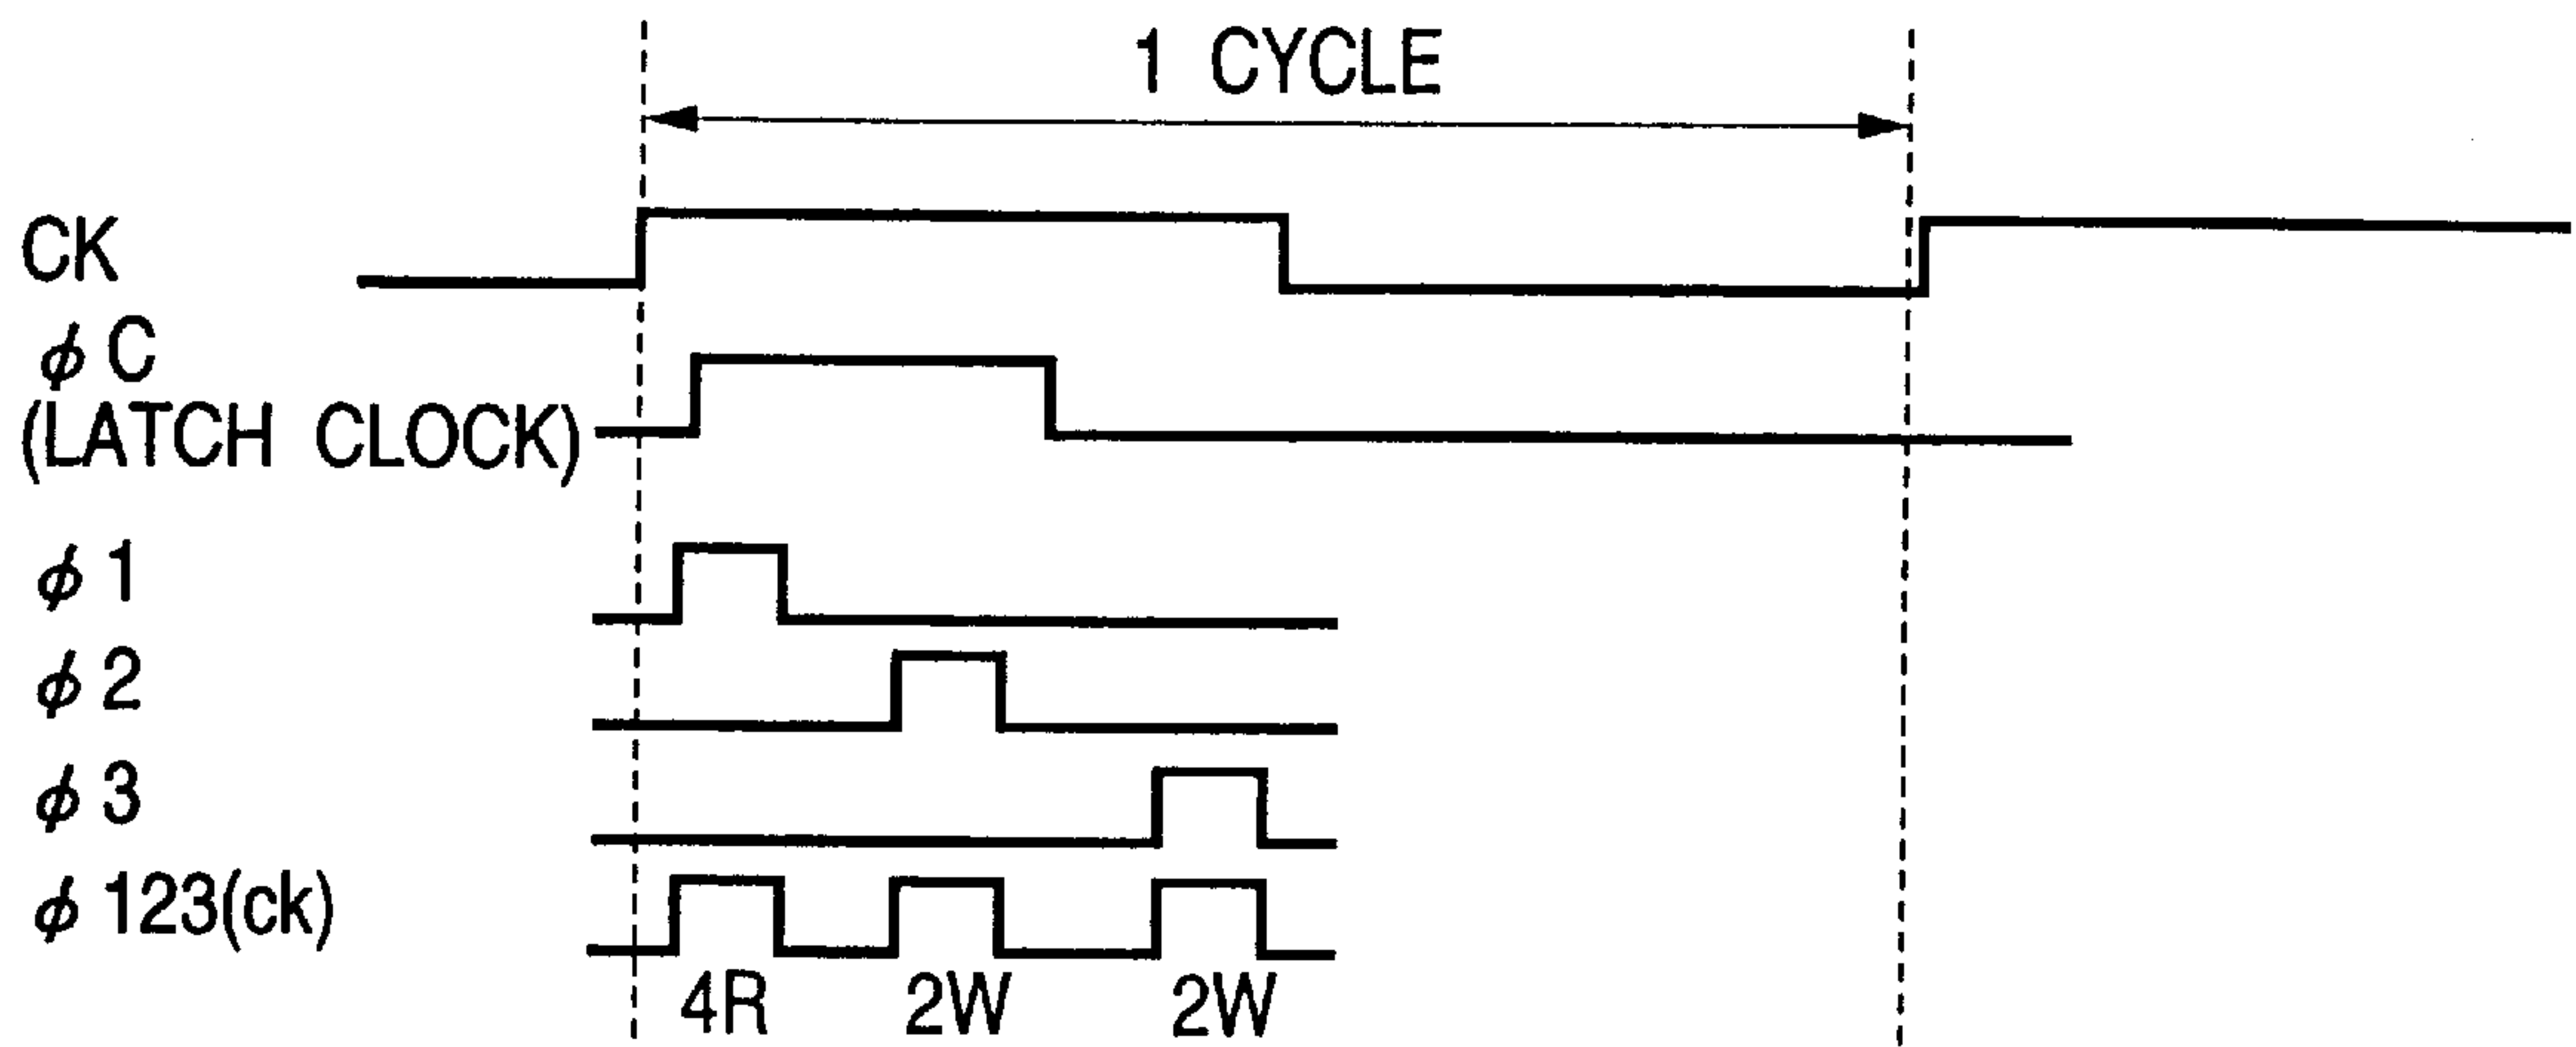 1 CYCLE
CK
ϕ C
(LATCH CLOCK)
ϕ 1
ϕ 2
ϕ 3
ϕ 123(ck)
4R 2W 2W